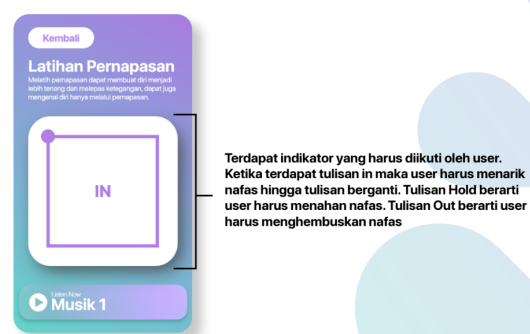 Kembali
Latihan Pernapasan
Melatih pernapasan dapat membuat diri menjadi
lebih tenang dan melepas ketegangan, dapat juga
mengenal diri hanya melalui pernapasan.
IN
Listen Now
Musik 1
Terdapat indikator yang harus diikuti oleh user.
Ketika terdapat tulisan in maka user harus menarik
nafas hingga tulisan berganti. Tulisan Hold berarti
user harus menahan nafas. Tulisan Out berarti user
harus menghembuskan nafas